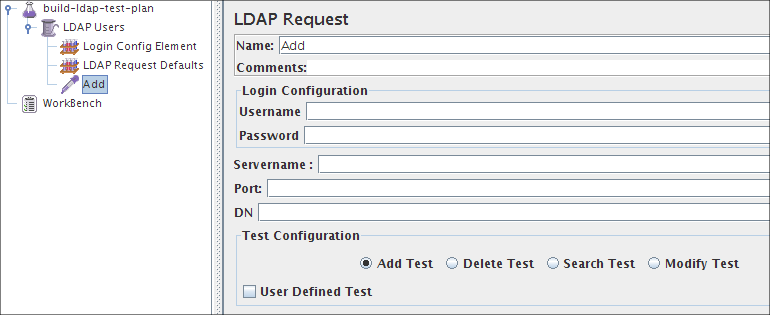 build-ldap-test-plan
LDAP Users
Login Config Element
LDAP Request Defaults
Add
WorkBench
LDAP Request
Name: Add
Comments:
Login Configuration
Username
Password
Servername :
Port:
DN
Test Configuration
Add Test Delete Test Search Test Modify Test
User Defined Test